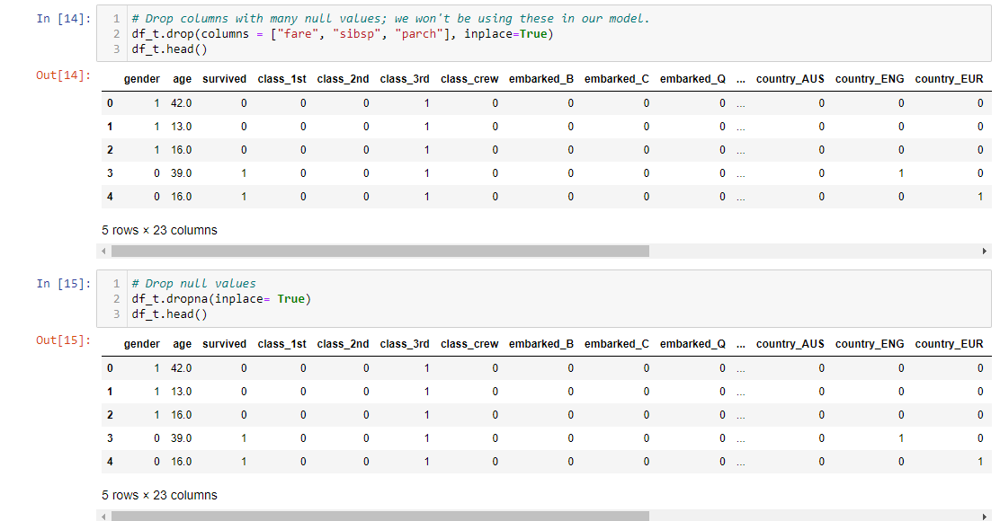 In [14]:
1 # Drop columns with many null values; we won't be using these in our model.
2 df_t.drop(columns = ["fare", "sibsp", "parch"], inplace=True)
3 df_t.head()
Out[14]:
gender age survived class_1st class_2nd class_3rd class_crew embarked_B embarked_C embarked_Q ... country_AUS country_ENG country_EUR
0 1 42.0 0 0 0 1 0 0 0 0 ... 0 0 0
1 1 13.0 0 0 0 1 0 0 0 0 ... 0 0 0
2 1 16.0 0 0 0 1 0 0 0 0 ... 0 0 0
3 0 39.0 1 0 0 1 0 0 0 0 ... 0 1 0
4 0 16.0 1 0 0 1 0 0 0 0 ... 0 0 1
5 rows × 23 columns
In [15]:
1 # Drop null values
2 df_t.dropna(inplace= True)
3 df_t.head()
Out[15]:
gender age survived class_1st class_2nd class_3rd class_crew embarked_B embarked_C embarked_Q ... country_AUS country_ENG country_EUR
0 1 42.0 0 0 0 1 0 0 0 0 ... 0 0 0
1 1 13.0 0 0 0 1 0 0 0 0 ... 0 0 0
2 1 16.0 0 0 0 1 0 0 0 0 ... 0 0 0
3 0 39.0 1 0 0 1 0 0 0 0 ... 0 1 0
4 0 16.0 1 0 0 1 0 0 0 0 ... 0 0 1
5 rows × 23 columns